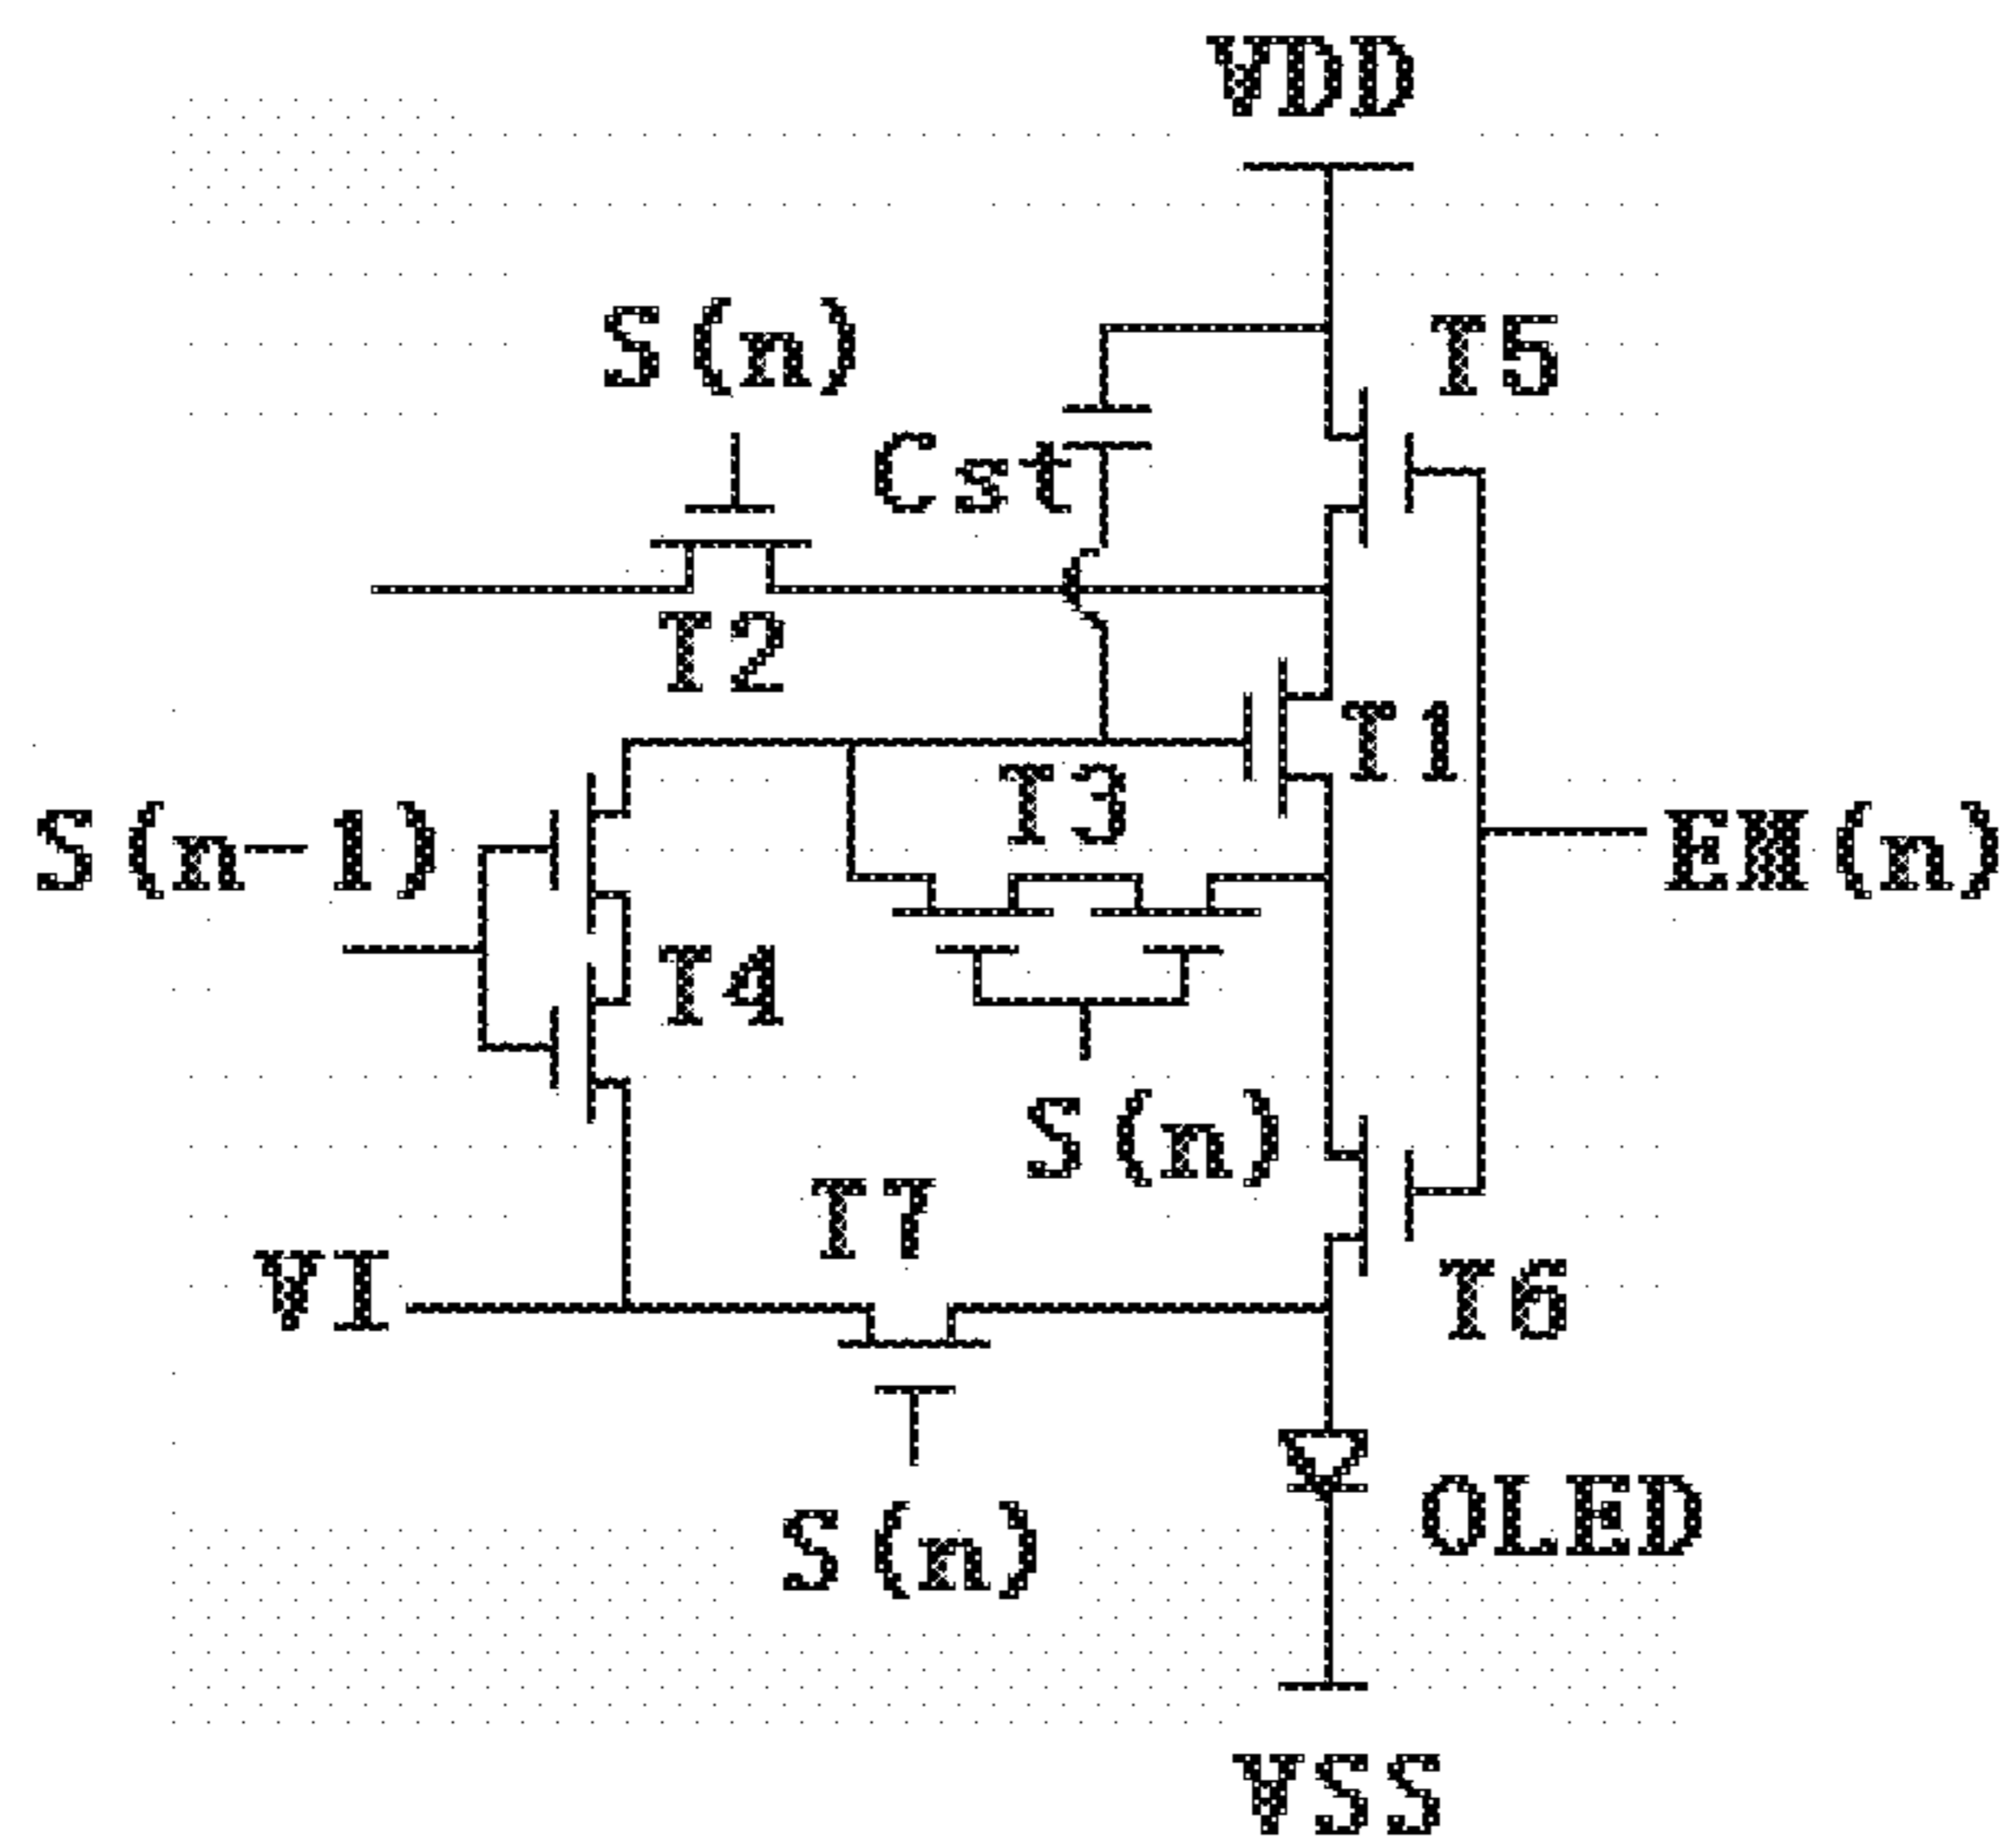 VDD
S(n)
T5
Cst
T2
T1
T3
S(n-1)
EM(n)
T4
S(n)
T7
VI
T6
OLED
S(n)
VSS